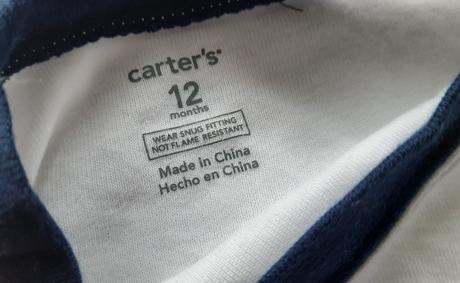 carter's
12
months
WEAR SNUG FITTING
NOT FLAME RESISTANT
Made in China
Hecho en China